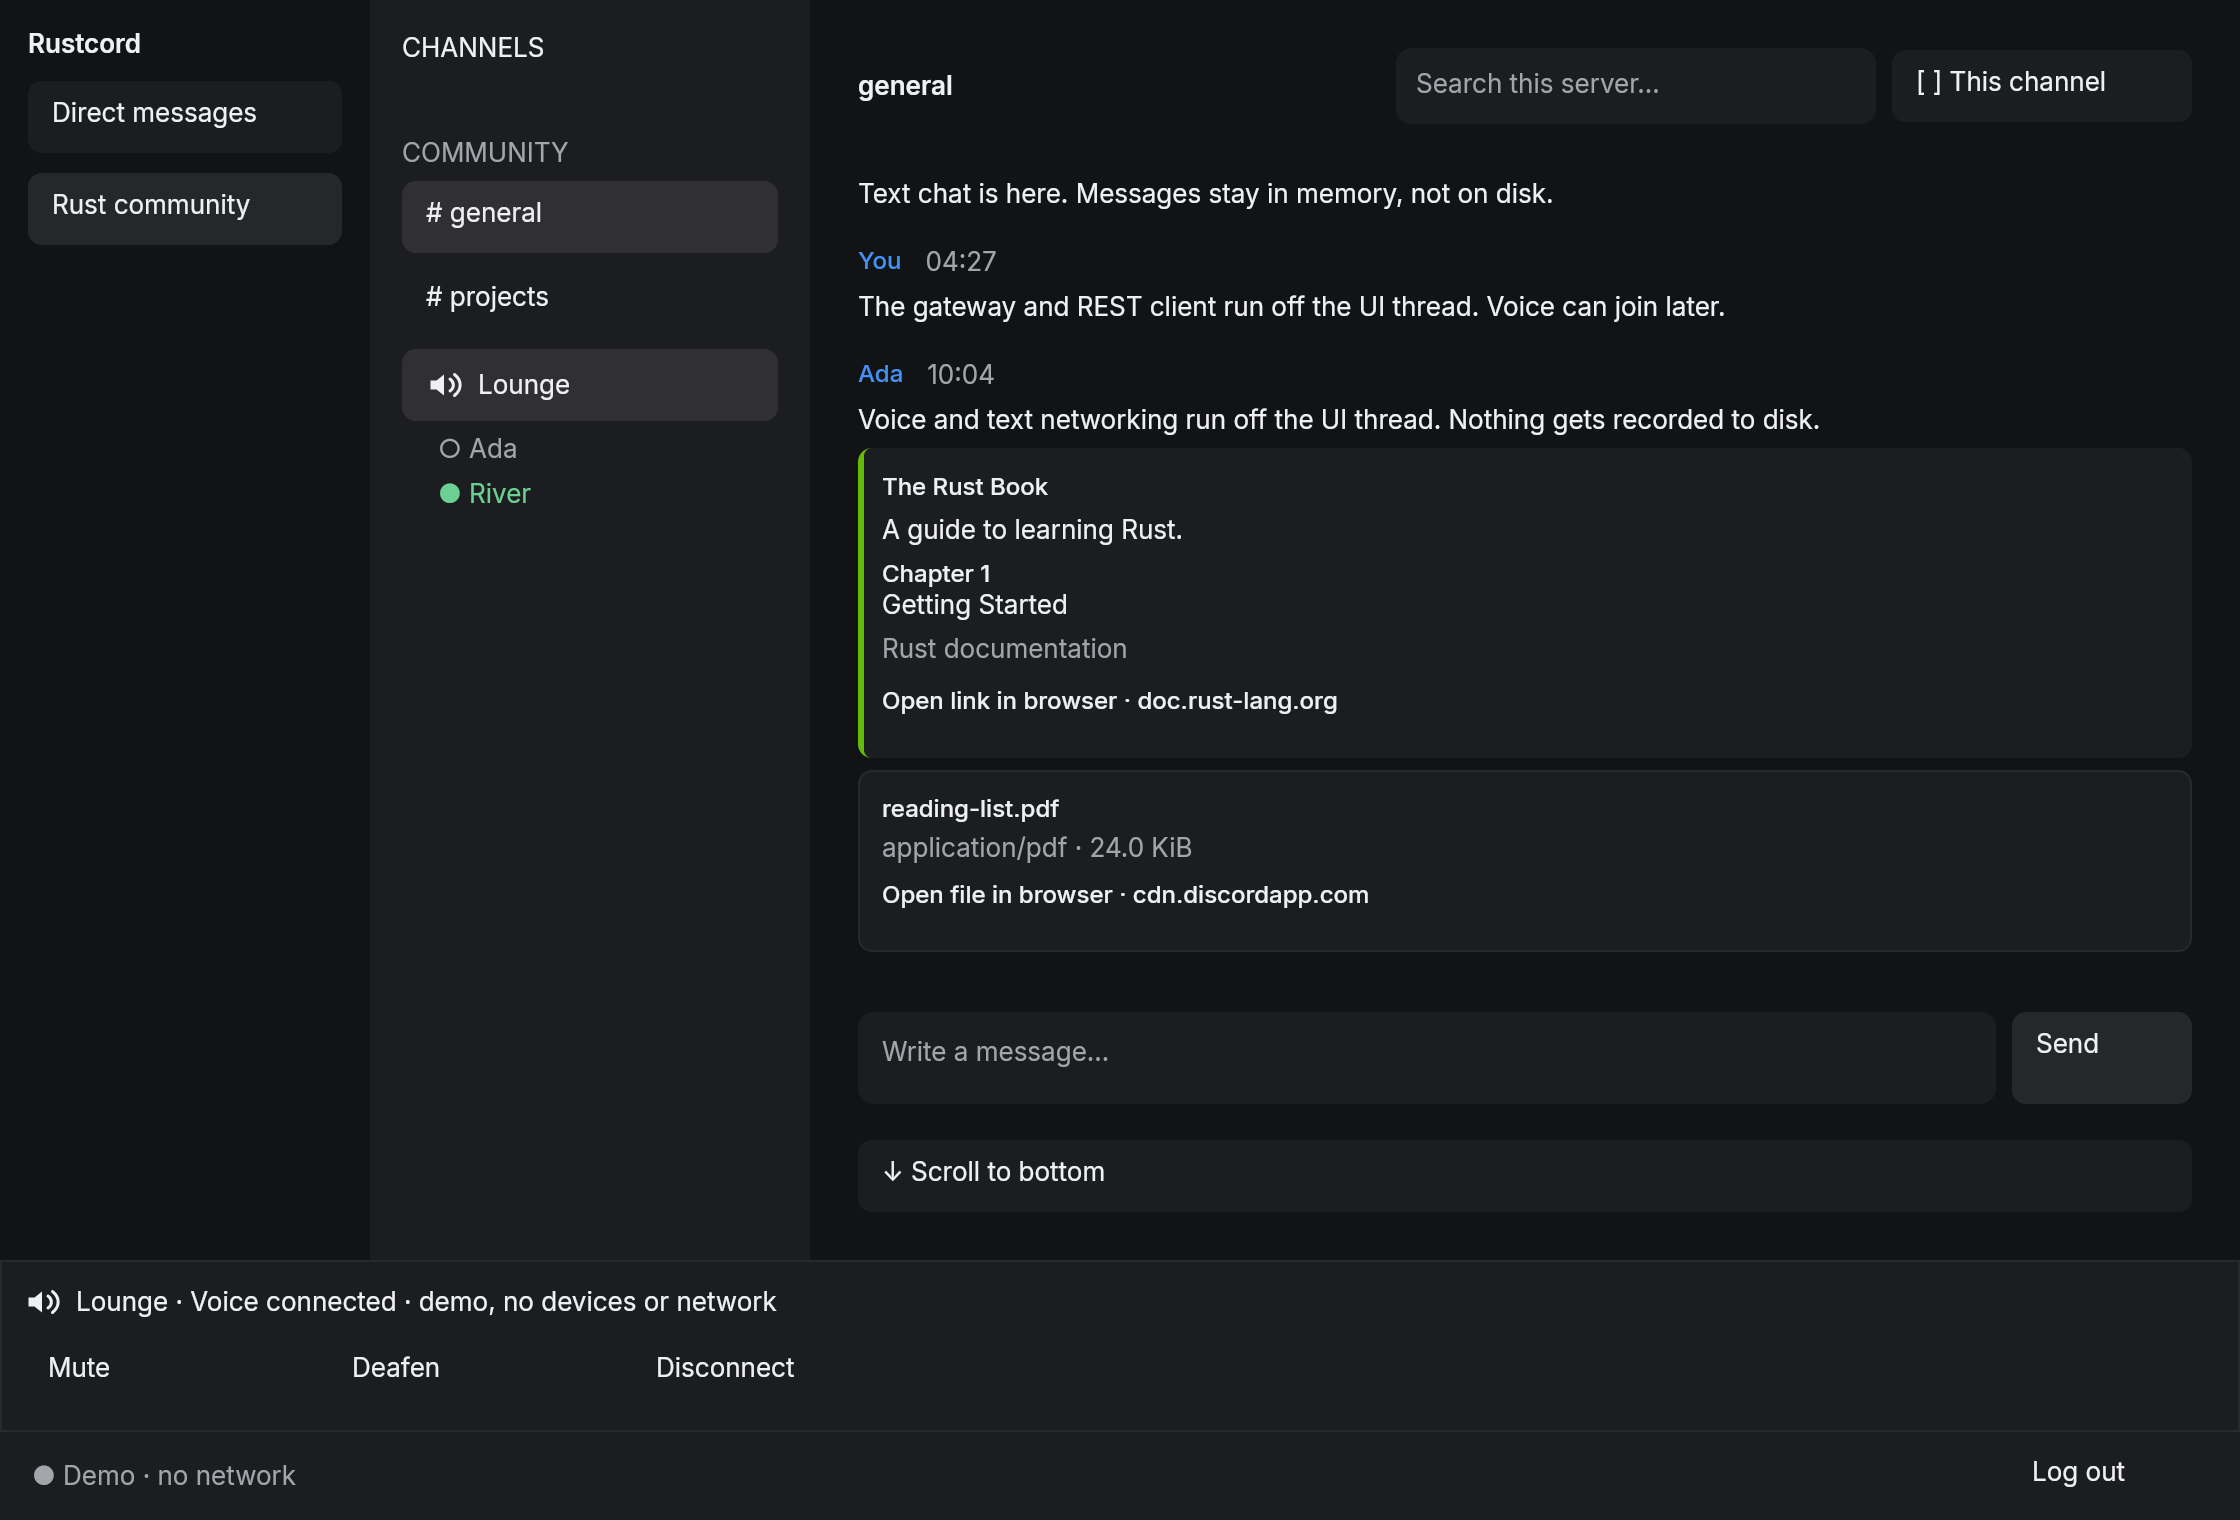 Rustcord
Direct messages
Rust community
CHANNELS
COMMUNITY
# general
# projects
Lounge
Ada
River
general
Search this server...
[ ] This channel
Text chat is here. Messages stay in memory, not on disk.
You 04:27
The gateway and REST client run off the UI thread. Voice can join later.
Ada 10:04
Voice and text networking run off the UI thread. Nothing gets recorded to disk.
The Rust Book
A guide to learning Rust.
Chapter 1
Getting Started
Rust documentation
Open link in browser · doc.rust-lang.org
reading-list.pdf
application/pdf · 24.0 KiB
Open file in browser · cdn.discordapp.com
Write a message...
Send
↓ Scroll to bottom
Lounge · Voice connected · demo, no devices or network
Mute
Deafen
Disconnect
Demo · no network
Log out